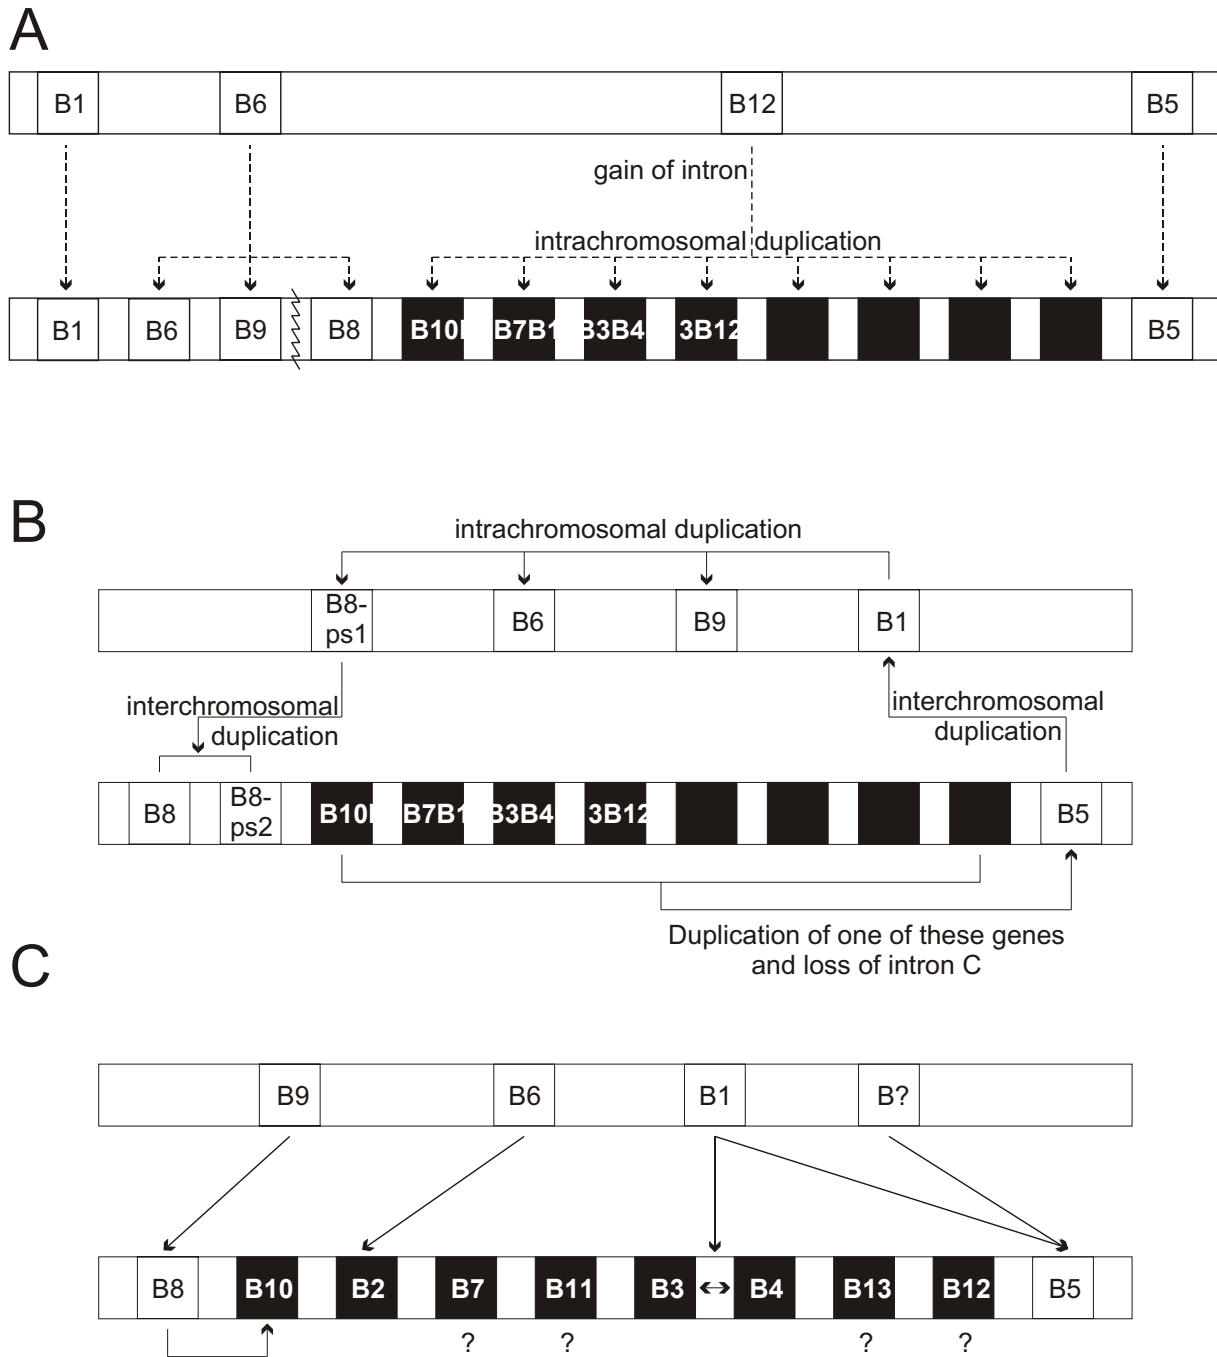 A
B1 B6 B12 B5
gain of intron
intrachromosomal duplication
B1 B6 B9 B8 B10 B7B1 B3B4 3B12 B5
B
intrachromosomal duplication
B8-
ps1 B6 B9 B1
interchromosomal
duplication
interchromosomal
duplication
B8 B8-
ps2 B10 B7B1 B3B4 3B12 B5
Duplication of one of these genes
and loss of intron C
C
B9 B6 B1 B?
B8 B10 B2 B7 B11 B3 B4 B13 B12 B5
? ? ? ?